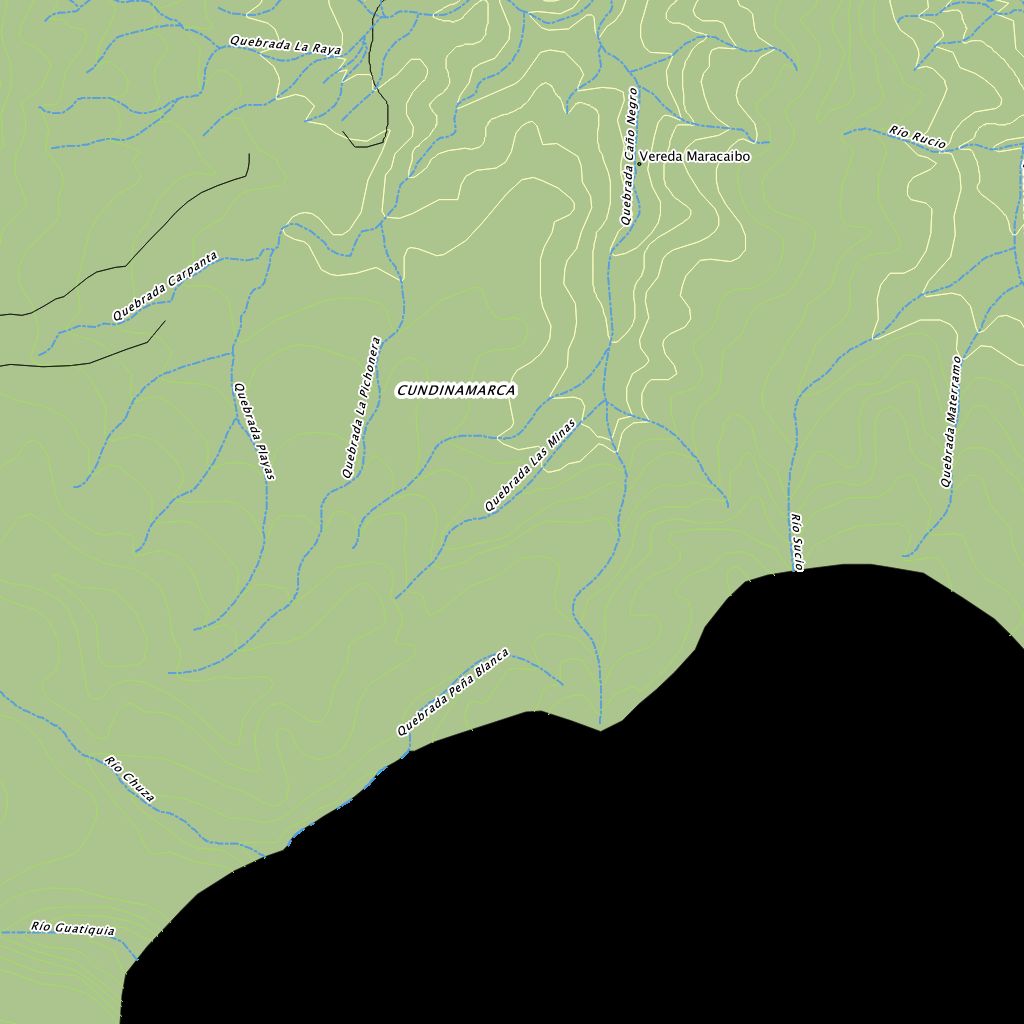 Quebrada La Raya
Quebrada Caño Negro
Río Rucio
Vereda Maracaibo
Quebrada Carpanta
Quebrada La Pichonera
Quebrada Playas
CUNDINAMARCA
Quebrada Materramo
Quebrada Las Minas
Río Sucio
Quebrada Peña Blanca
Río Chuza
Río Guatiquia